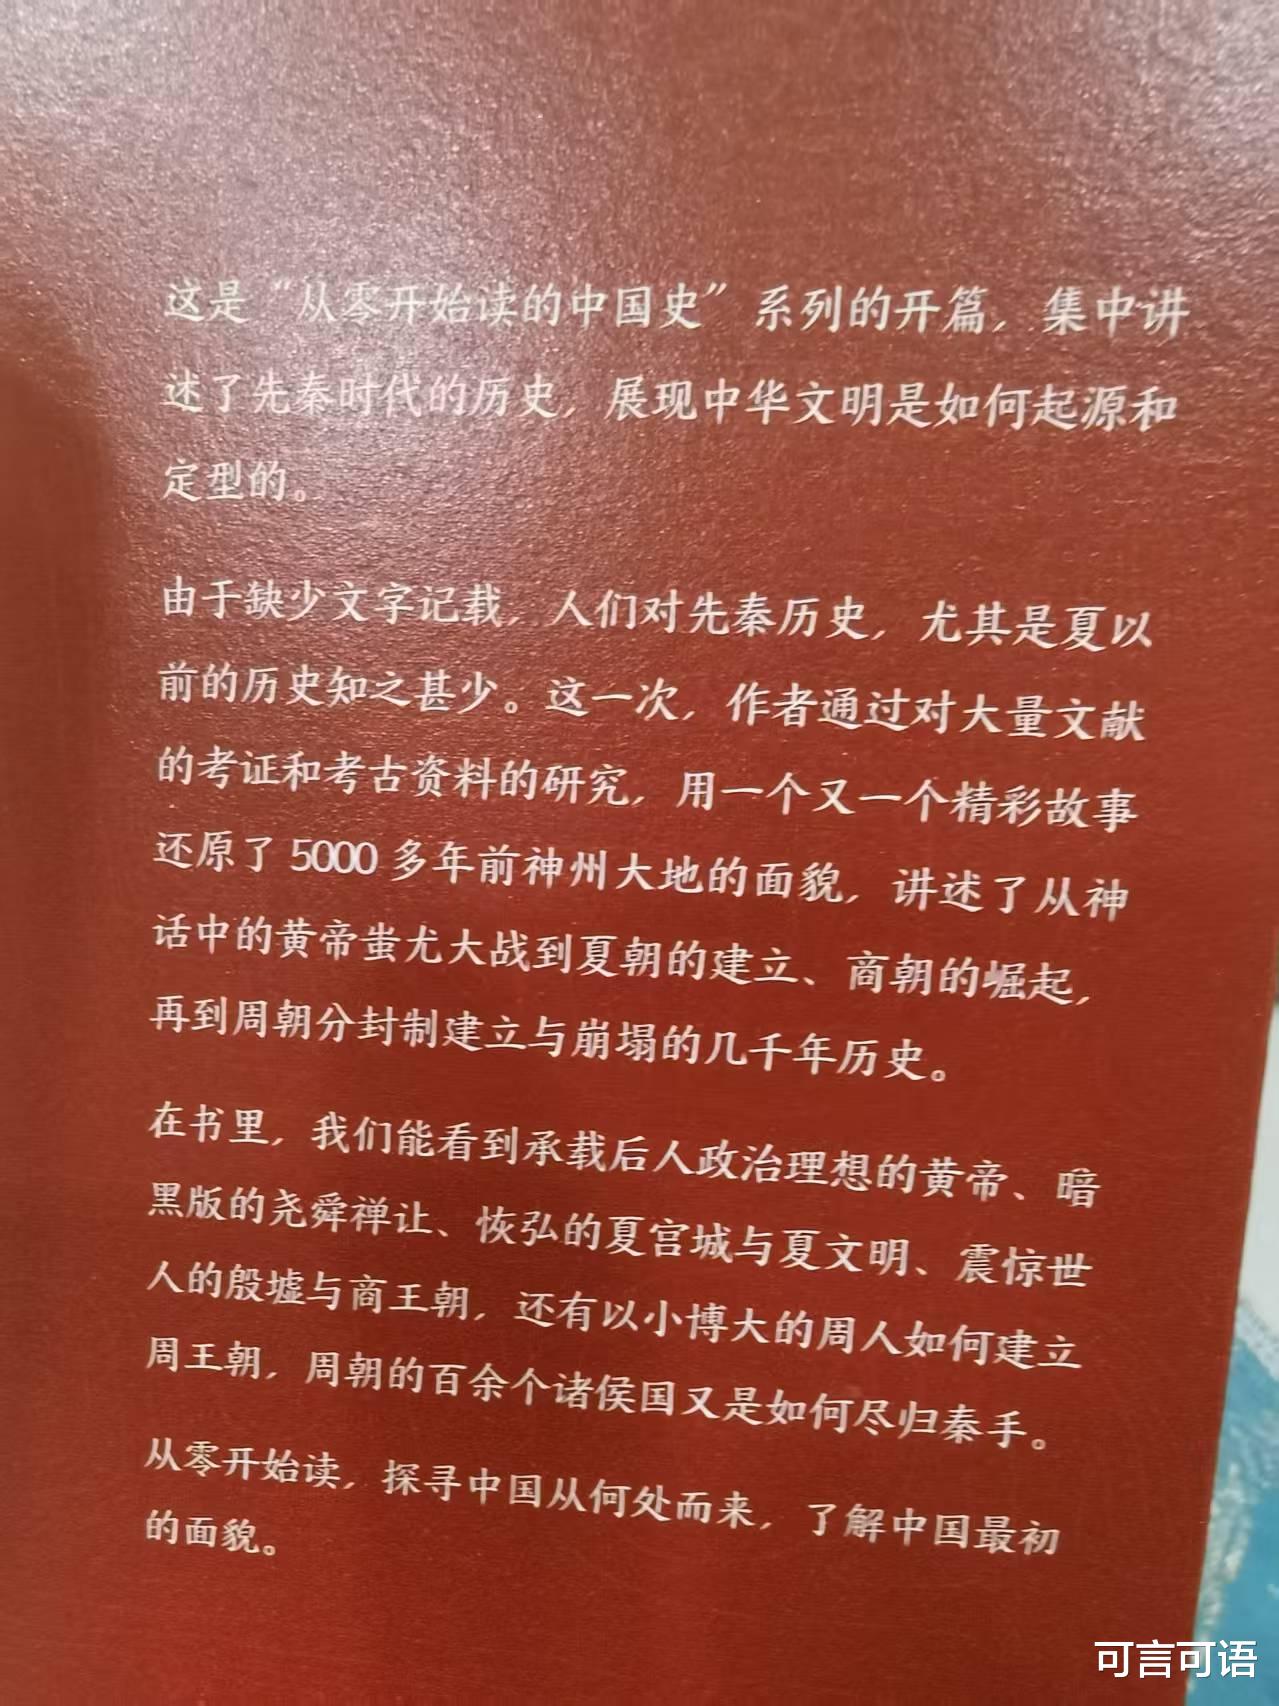 这是“从零开始读的中国史”系列的开篇，集中讲
述了先秦时代的历史，展现中华文明是如何起源和
定型的。
由于缺少文字记载，人们对先秦历史，尤其是夏以
前的历史知之甚少。这一次，作者通过对大量文献
的考证和考古资料的研究，用一个又一个精彩故事
还原了5000多年前神州大地的面貌，讲述了从神
话中的黄帝蚩尤大战到夏朝的建立、商朝的崛起，
再到周朝分封制建立与崩塌的几千年历史。
在书里，我们能看到承载后人政治理想的黄帝、暗
黑版的尧舜禅让、恢弘的夏宫城与夏文明、震惊世
人的殷墟与商王朝，还有以小博大的周人如何建立
周王朝，周朝的百余个诸侯国又是如何尽归秦手。
从零开始读，探寻中国从何处而来，了解中国最初
的面貌。
可言可语